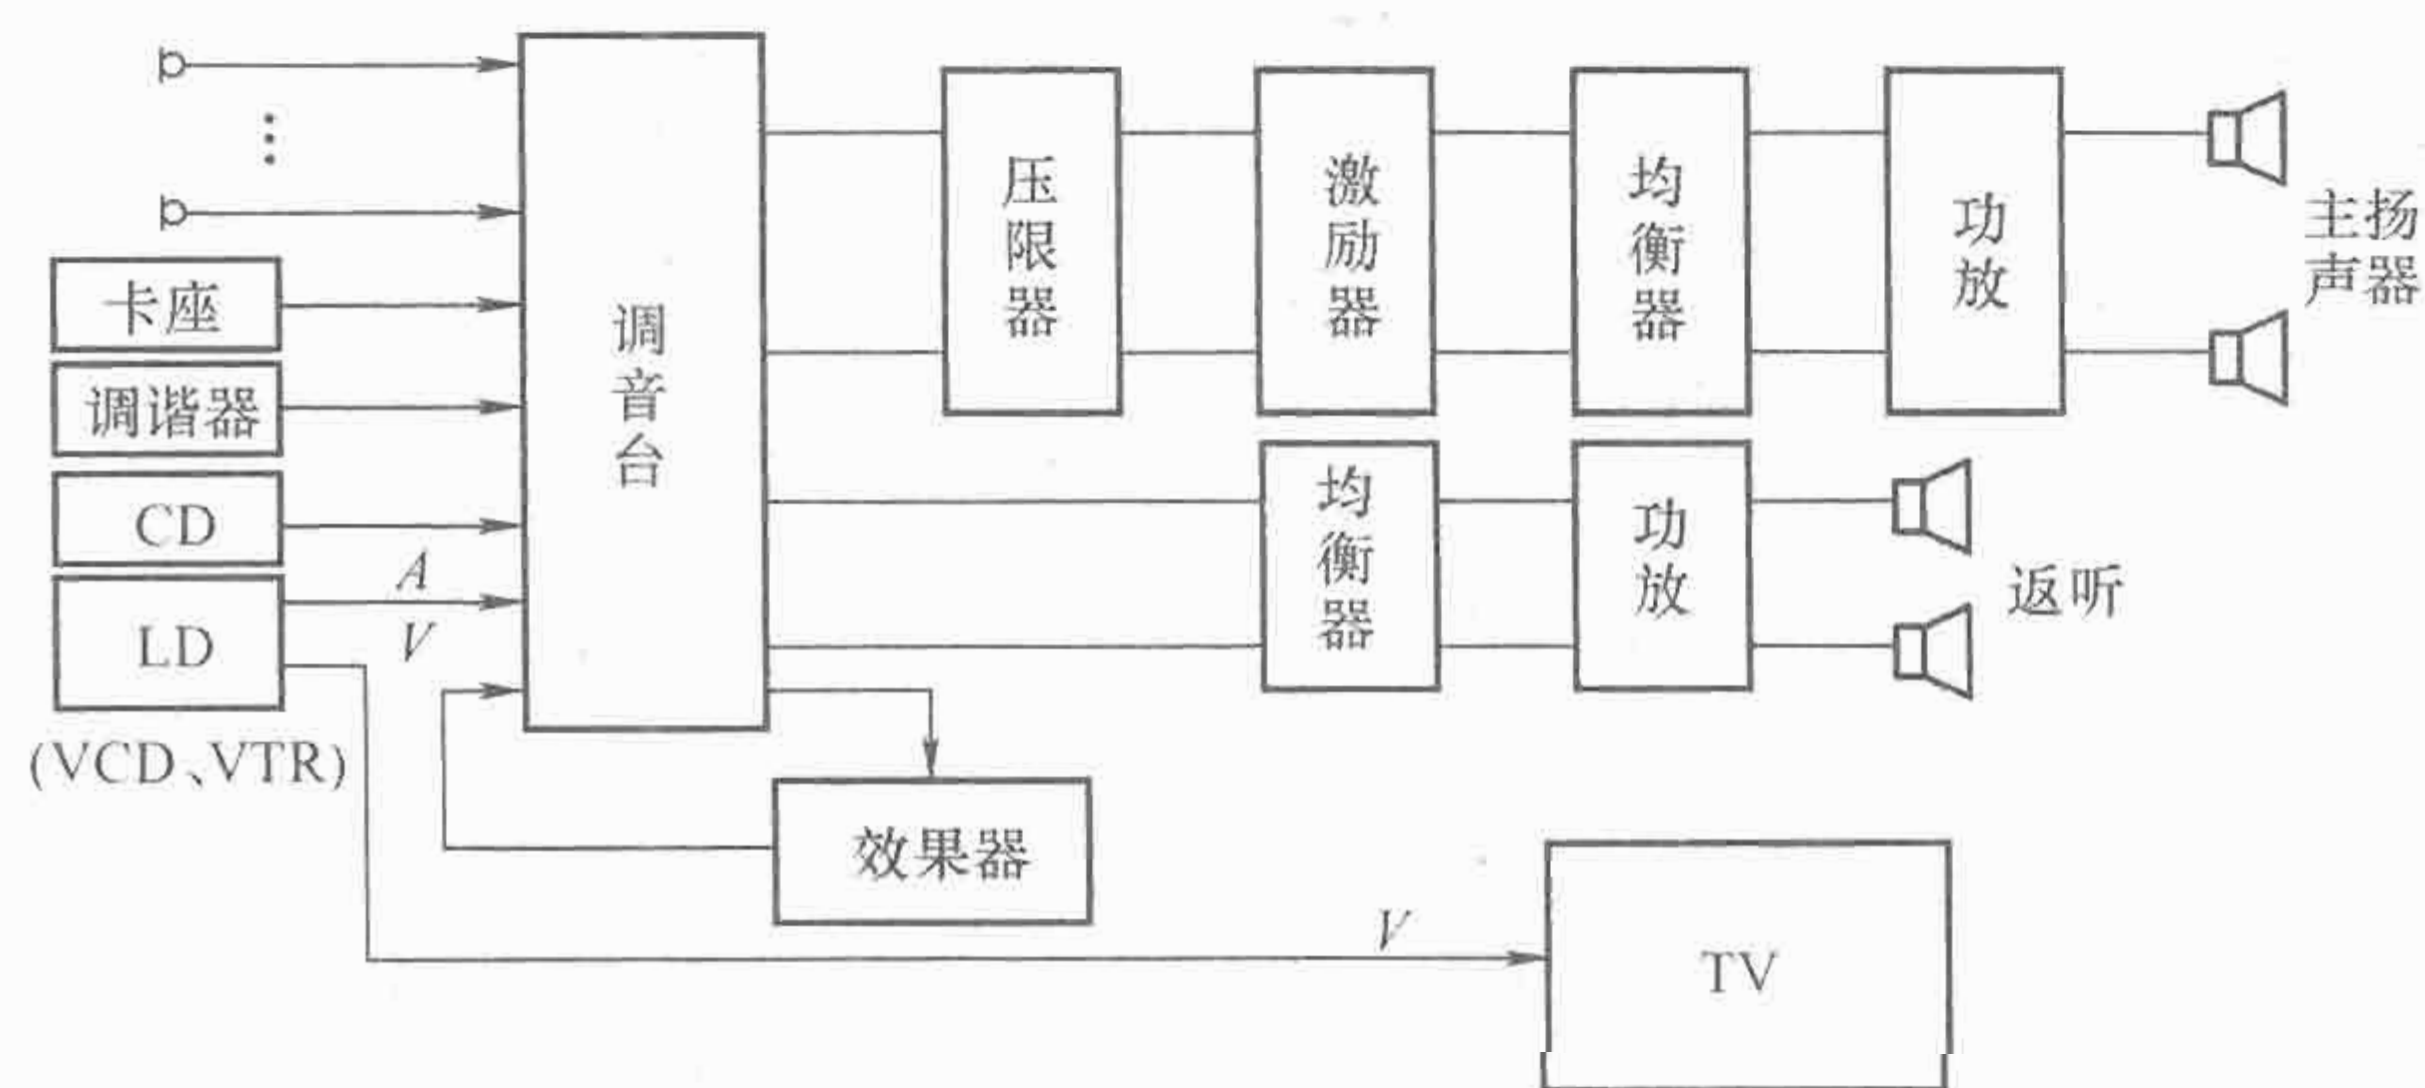 卡座
调谐器
CD
LD
(VCD、VTR)
A
V
调音台
压限器
激励器
均衡器
功放
主扬
声器
均衡器
功放
返听
效果器
V
TV